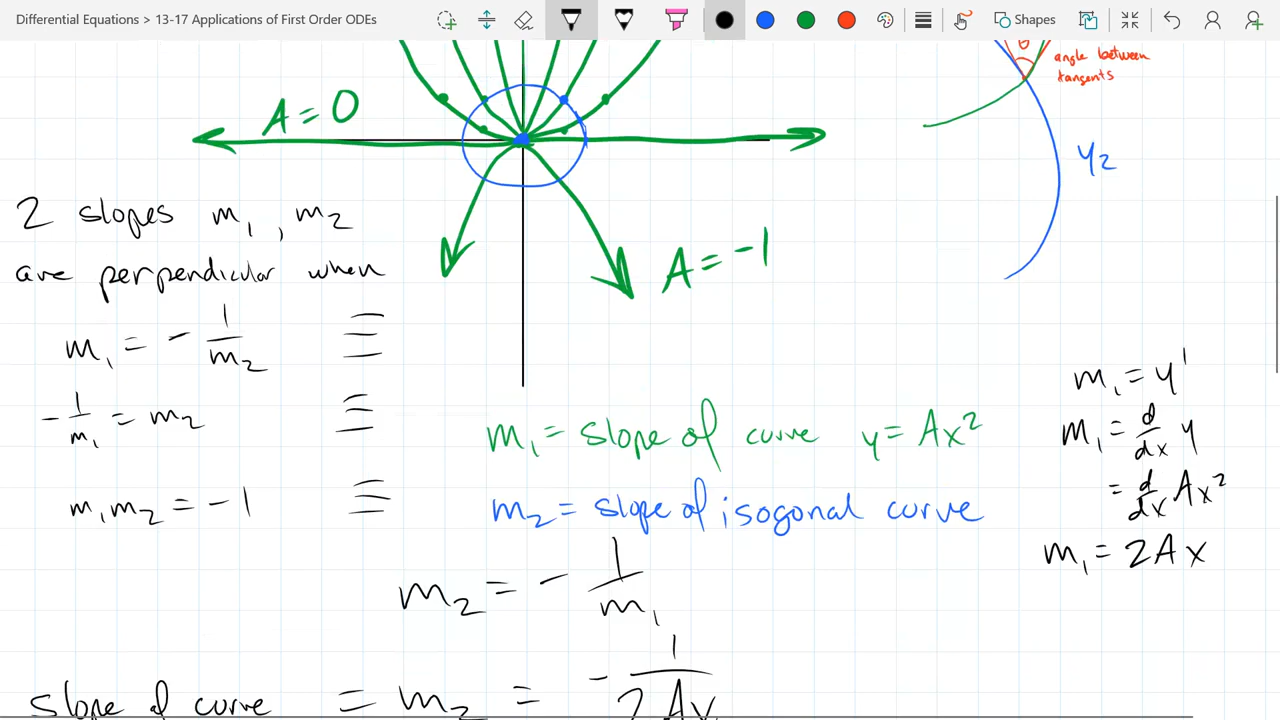 Differential Equations > 13-17 Applications of First Order ODEs
Shapes
θ
angle between
tangents
A = 0
y2
2 slopes m1, m2
are perpendicular when
A = -1
m1 = - 1/m2 ≡
- 1/m1 = m2 ≡
m1 m2 = -1 ≡
m1 = slope of curve y = Ax²
m2 = slope of isogonal curve
m1 = y'
m1 = d/dx y
= d/dx Ax²
m1 = 2Ax
m2 = - 1/m1
slope of curve = m2 = - 1/2Ax